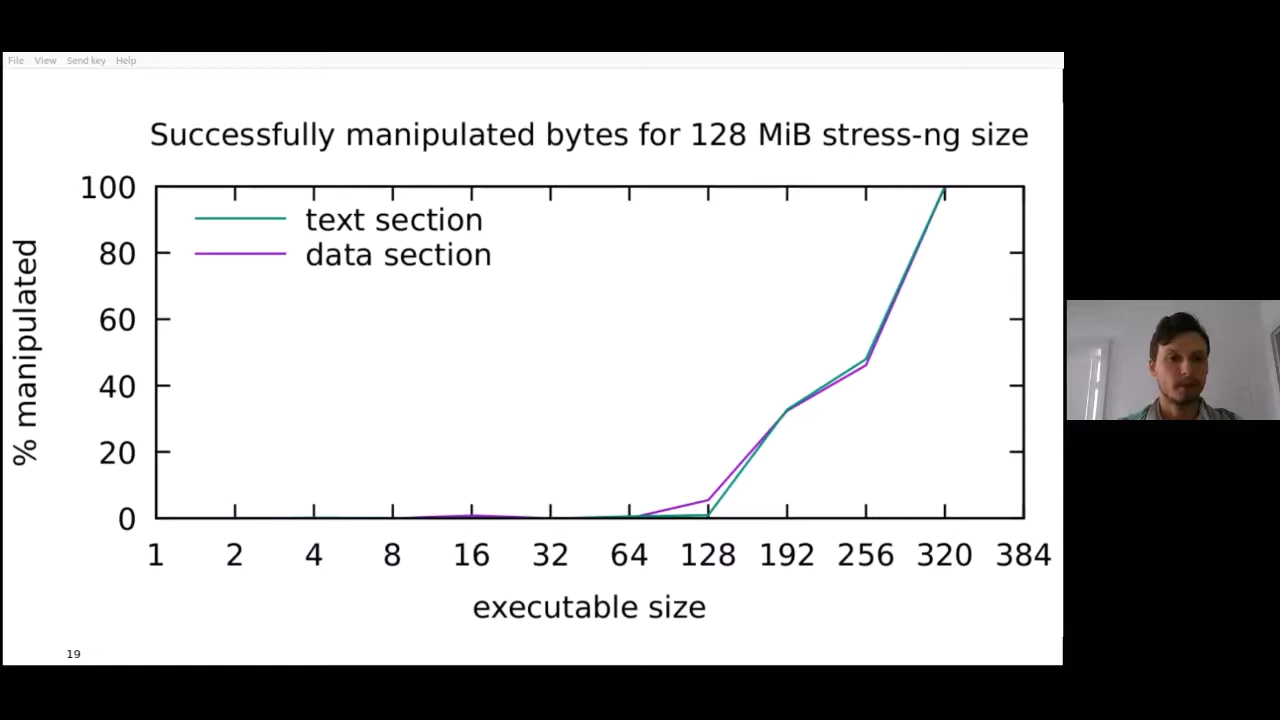 File View Send key Help
Successfully manipulated bytes for 128 MiB stress-ng size
100
80
60
40
20
0
% manipulated
text section
data section
1 2 4 8 16 32 64 128 192 256 320 384
executable size
19